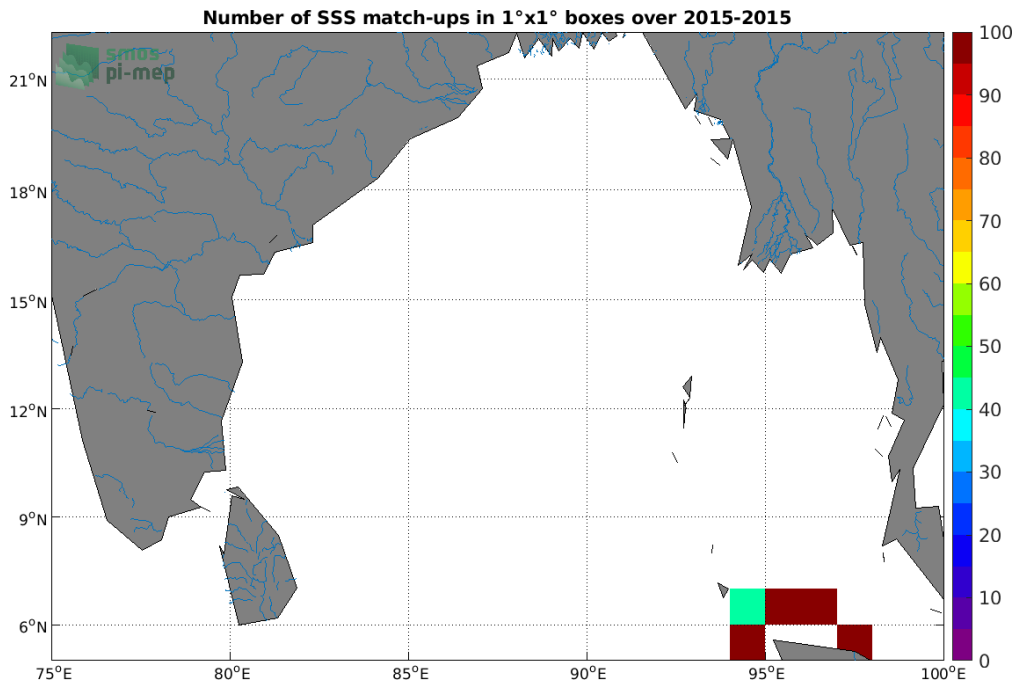 Number of SSS match-ups in 1°x1° boxes over 2015-2015
smos
pi-mep
21°N
18°N
15°N
12°N
9°N
6°N
75°E
80°E
85°E
90°E
95°E
100°E
100
90
80
70
60
50
40
30
20
10
0